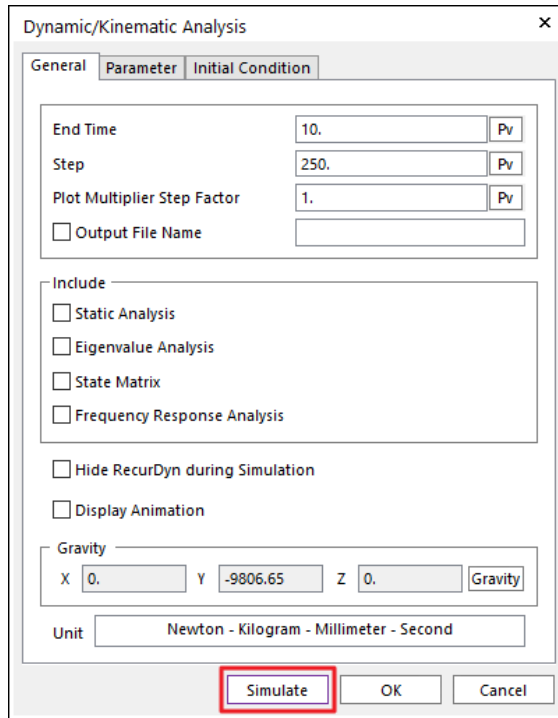 Dynamic/Kinematic Analysis ×
General Parameter Initial Condition
End Time 10. Pv
Step 250. Pv
Plot Multiplier Step Factor 1. Pv
Output File Name
Include
Static Analysis
Eigenvalue Analysis
State Matrix
Frequency Response Analysis
Hide RecurDyn during Simulation
Display Animation
Gravity
X 0. Y -9806.65 Z 0. Gravity
Unit Newton - Kilogram - Millimeter - Second
Simulate OK Cancel